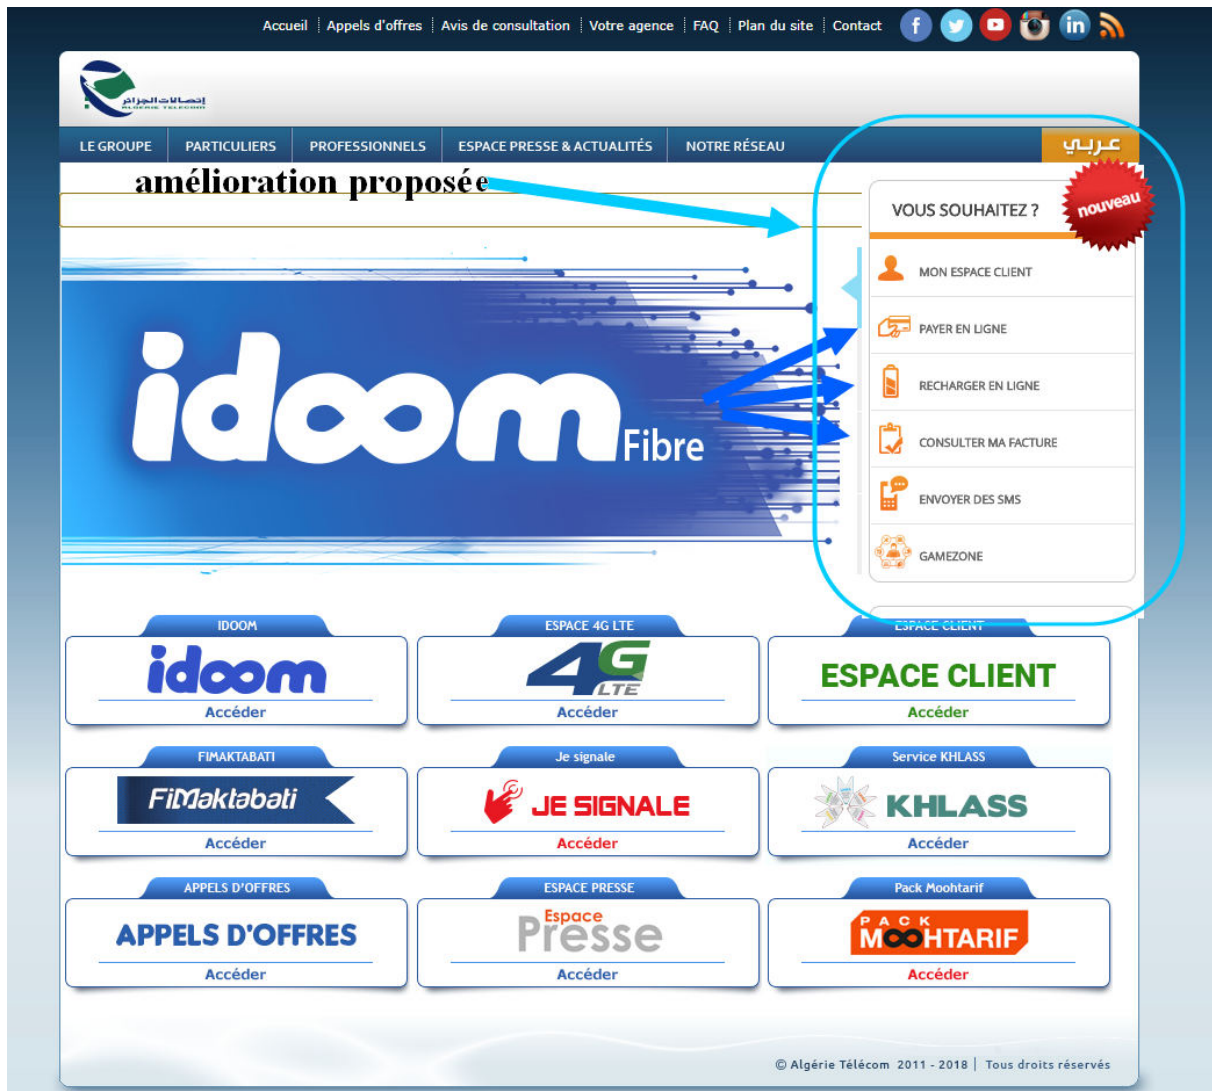 Accueil Appels d'offres Avis de consultation Votre agence FAQ Plan du site Contact
إتصالات الجزائر
ALGERIE TELECOM
LE GROUPE PARTICULIERS PROFESSIONNELS ESPACE PRESSE & ACTUALITÉS NOTRE RÉSEAU عربي
amélioration proposée
VOUS SOUHAITEZ ?
nouveau
MON ESPACE CLIENT
PAYER EN LIGNE
RECHARGER EN LIGNE
CONSULTER MA FACTURE
ENVOYER DES SMS
GAMEZONE
idoom Fibre
IDOOM ESPACE 4G LTE ESPACE CLIENT
idoom 4G LTE ESPACE CLIENT
Accéder Accéder Accéder
FIMAKTABATI Je signale Service KHLASS
FiMaktabati JE SIGNALE KHLASS
Accéder Accéder Accéder
APPELS D'OFFRES ESPACE PRESSE Pack Moohtarif
APPELS D'OFFRES Espace Presse PACK MOOHTARIF
Accéder Accéder Accéder
© Algérie Télécom 2011 - 2018 | Tous droits réservés